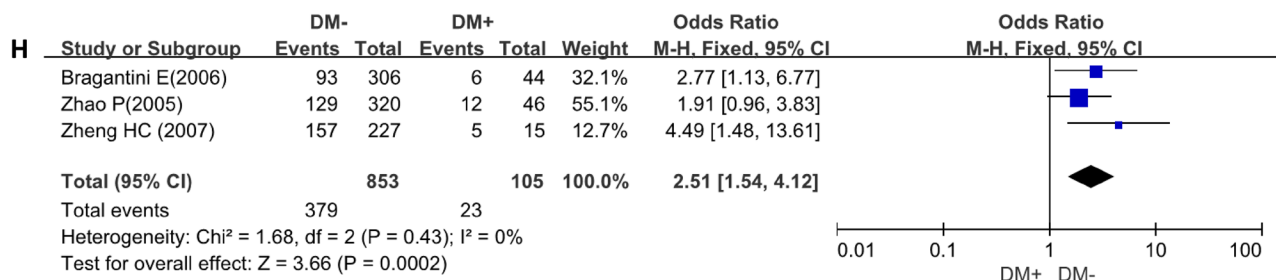 DM- DM+ Odds Ratio Odds Ratio
H Study or Subgroup Events Total Events Total Weight M-H, Fixed, 95% CI M-H, Fixed, 95% CI
Bragantini E(2006) 93 306 6 44 32.1% 2.77 [1.13, 6.77]
Zhao P(2005) 129 320 12 46 55.1% 1.91 [0.96, 3.83]
Zheng HC (2007) 157 227 5 15 12.7% 4.49 [1.48, 13.61]
Total (95% CI) 853 105 100.0% 2.51 [1.54, 4.12]
Total events 379 23
Heterogeneity: Chi² = 1.68, df = 2 (P = 0.43); I² = 0%
Test for overall effect: Z = 3.66 (P = 0.0002)
0.01 0.1 1 10 100
DM+ DM-